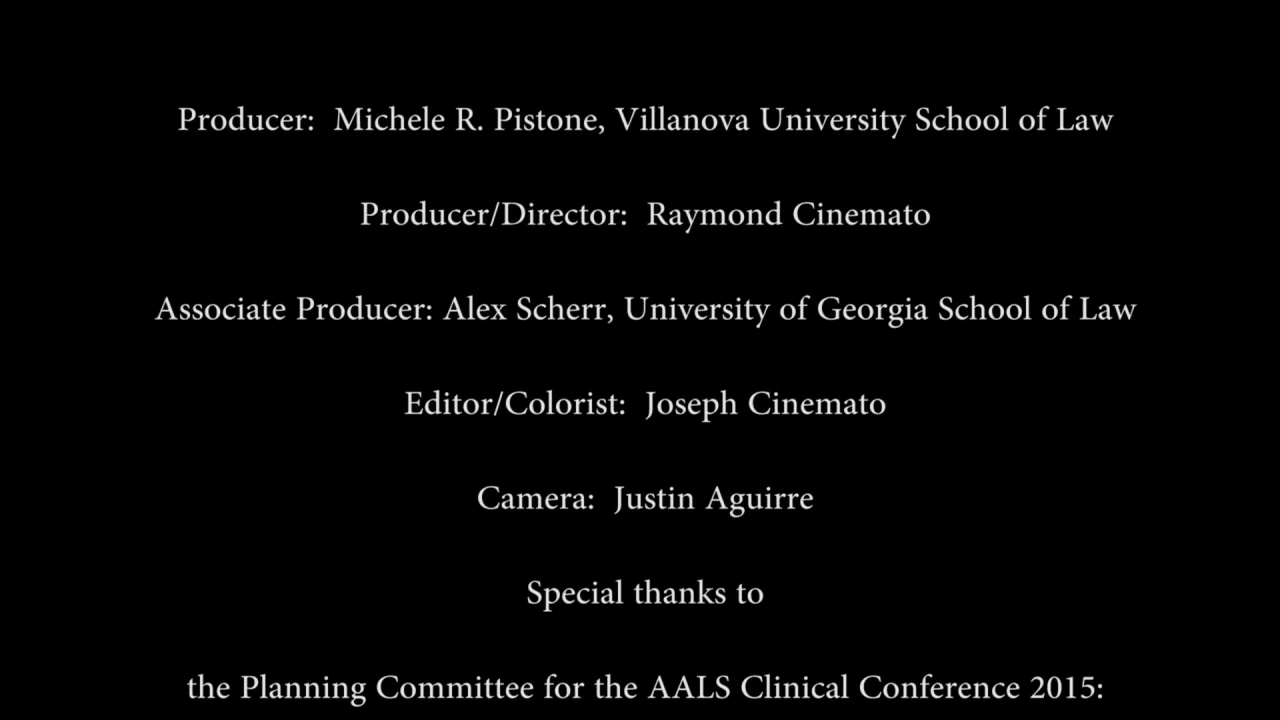 Producer:  Michele R. Pistone, Villanova University School of Law
Producer/Director:  Raymond Cinemato
Associate Producer: Alex Scherr, University of Georgia School of Law
Editor/Colorist:  Joseph Cinemato
Camera:  Justin Aguirre
Special thanks to
the Planning Committee for the AALS Clinical Conference 2015: